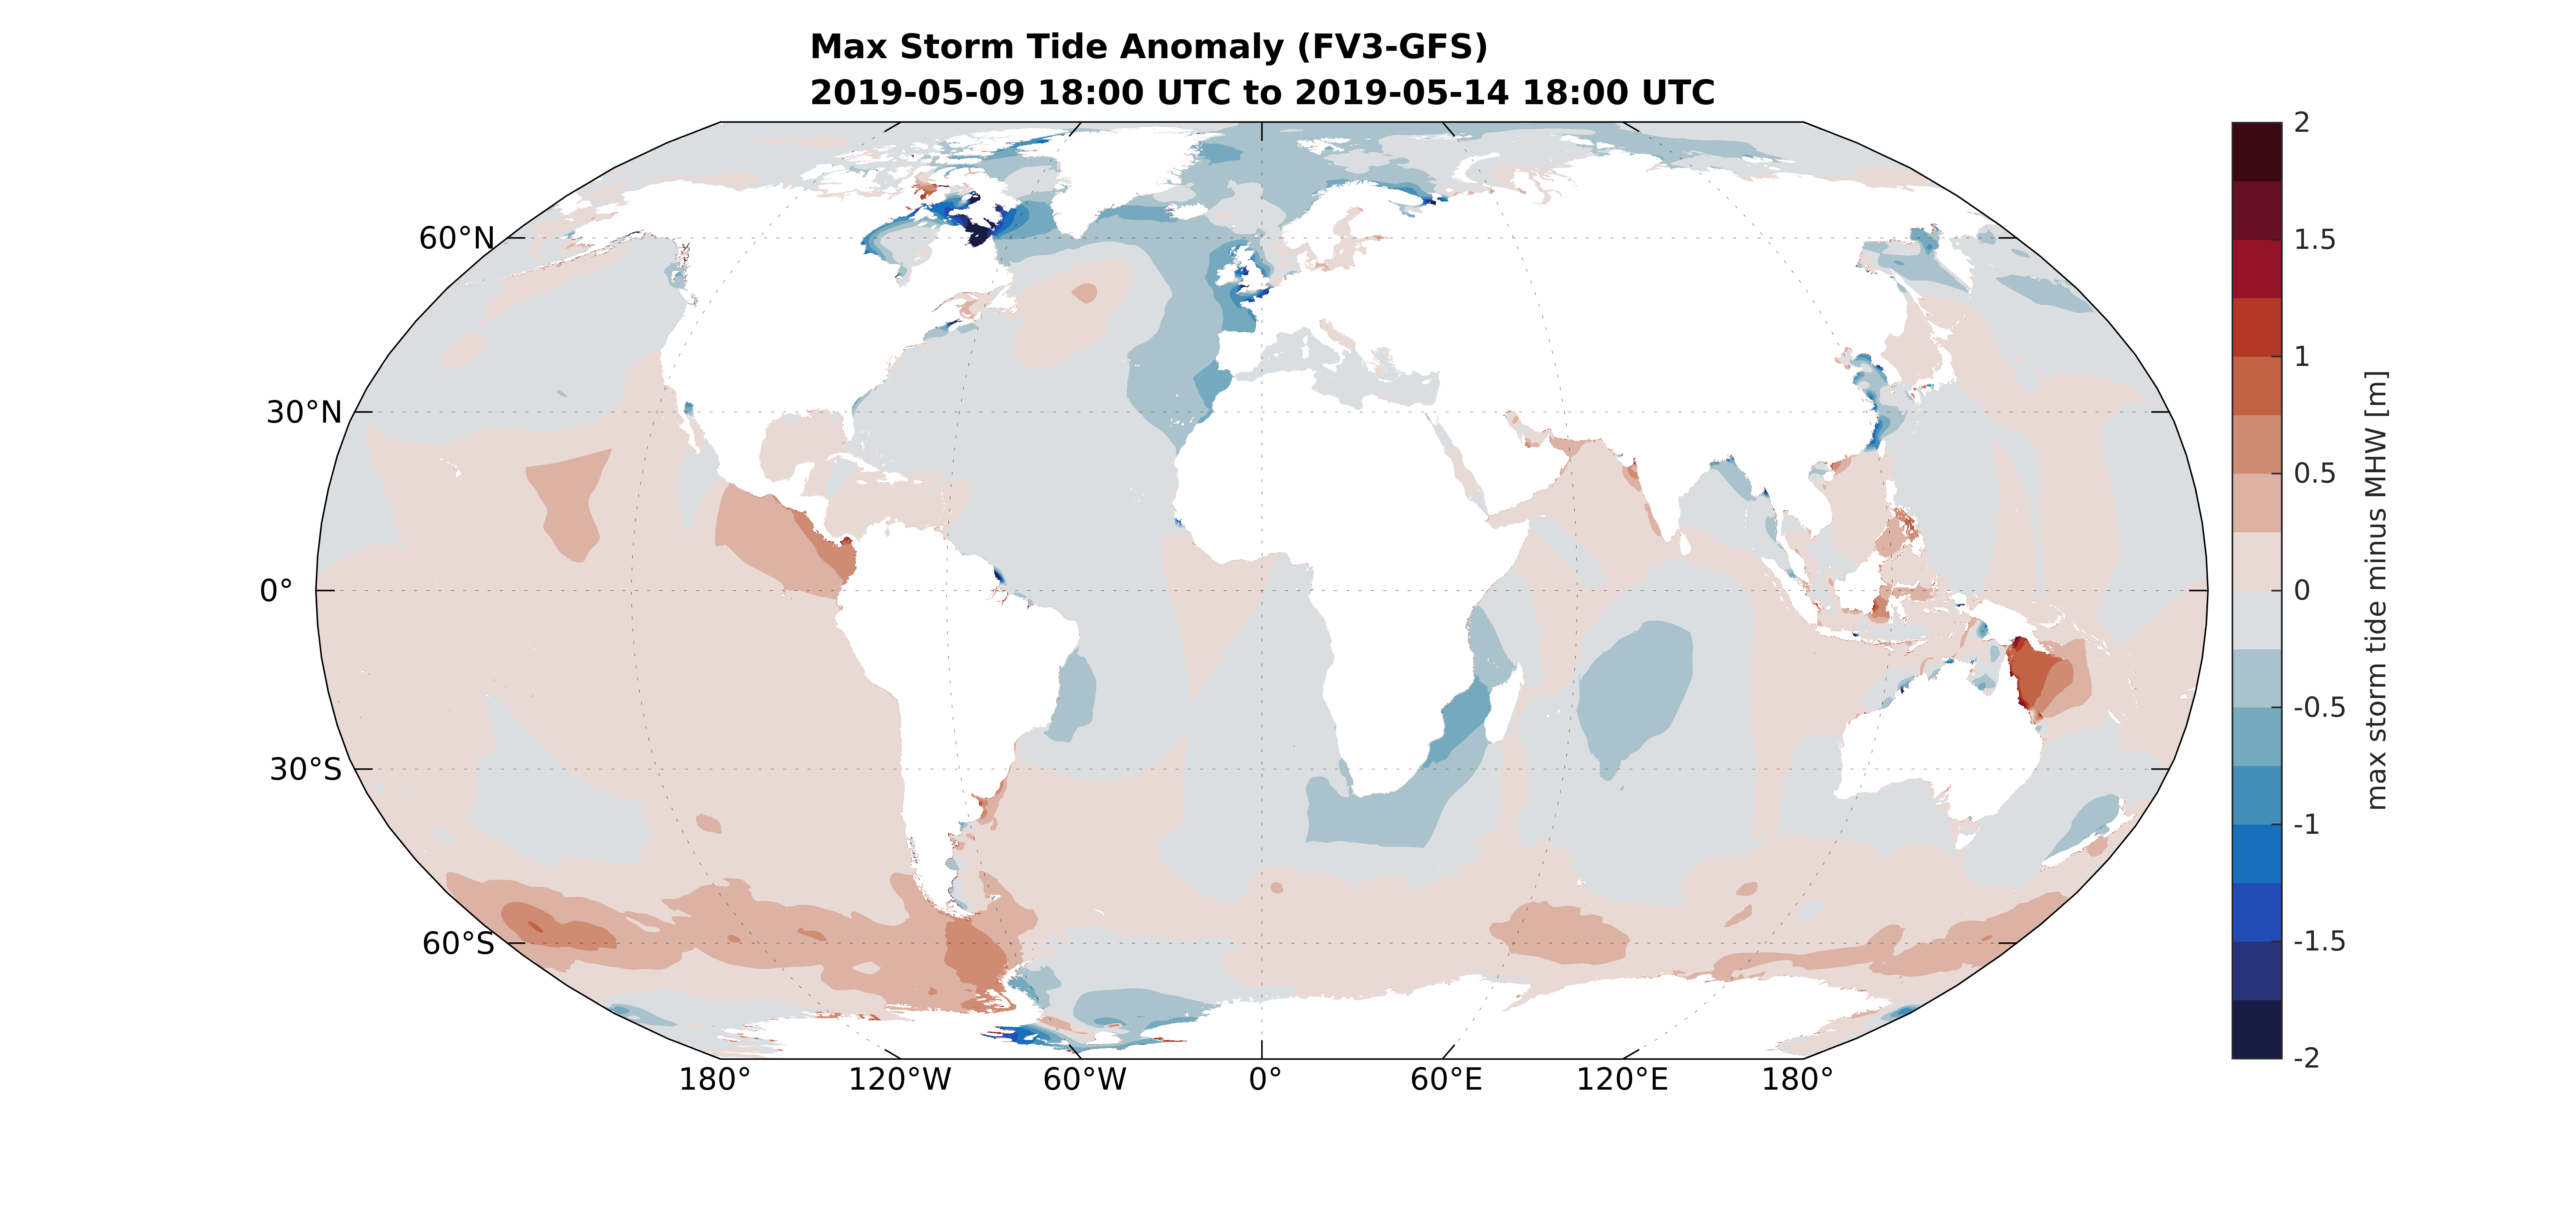 Max Storm Tide Anomaly (FV3-GFS)
2019-05-09 18:00 UTC to 2019-05-14 18:00 UTC
60°N
30°N
0°
30°S
60°S
180°
120°W
60°W
0°
60°E
120°E
180°
2
1.5
1
0.5
0
-0.5
-1
-1.5
-2
max storm tide minus MHW [m]